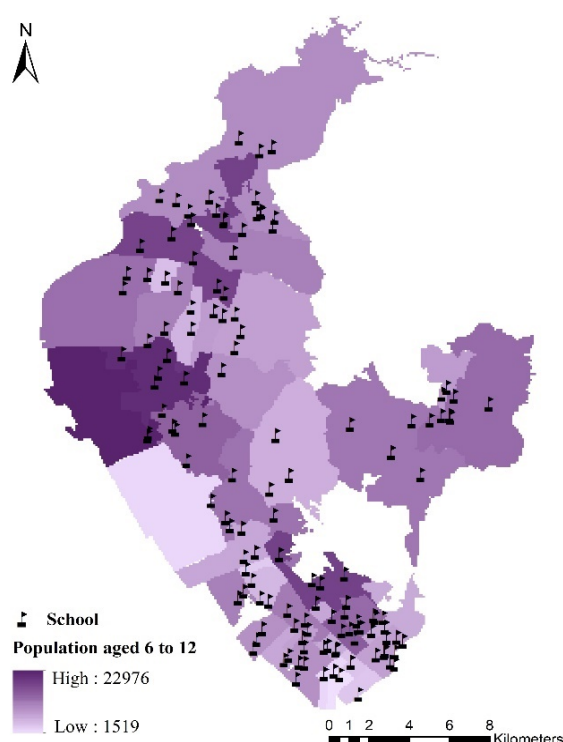 N
School
Population aged 6 to 12
High : 22976
Low : 1519
0 1 2 4 6 8
Kilometers